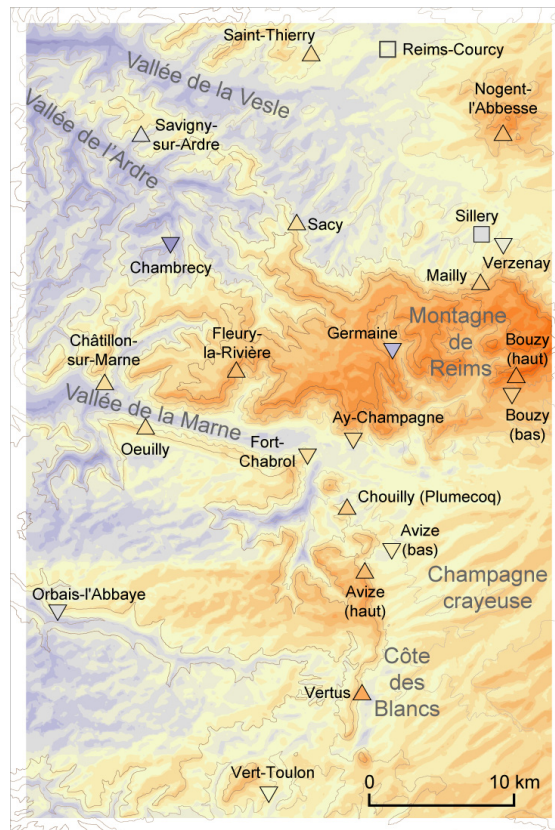 Saint-Thierry
Reims-Courcy
Vallée de la Vesle
Nogent-
l'Abbesse
Vallée de l'Ardre
Savigny-
sur-Ardre
Sacy
Sillery
Chambrecy
Verzenay
Mailly
Montagne
de
Reims
Châtillon-
sur-Marne
Fleury-
la-Rivière
Germaine
Bouzy
(haut)
Vallée de la Marne
Ay-Champagne
Bouzy
(bas)
Oeuilly
Fort-
Chabrol
Chouilly (Plumecoq)
Avize
(bas)
Champagne
crayeuse
Orbais-l'Abbaye
Avize
(haut)
Côte
des
Blancs
Vertus
Vert-Toulon
0 10 km